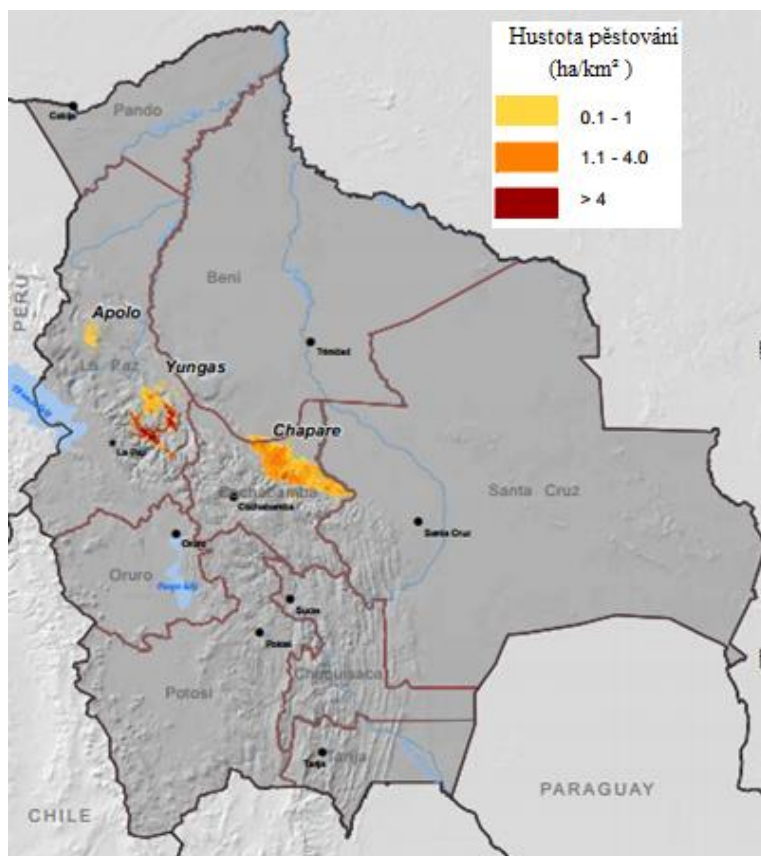 Hustota pěstování
(ha/km² )
0.1 - 1
1.1 - 4.0
> 4
Cobija
Pando
Beni
PERU
Apolo
La Paz
Yungas
Trinidad
Chapare
La Paz
Cochabamba
Cochabamba
Santa Cruz
Santa Cruz
Oruro
Oruro
Sucre
Potosi
Chuquisaca
Potosí
Tarija
Tarija
PARAGUAY
CHILE